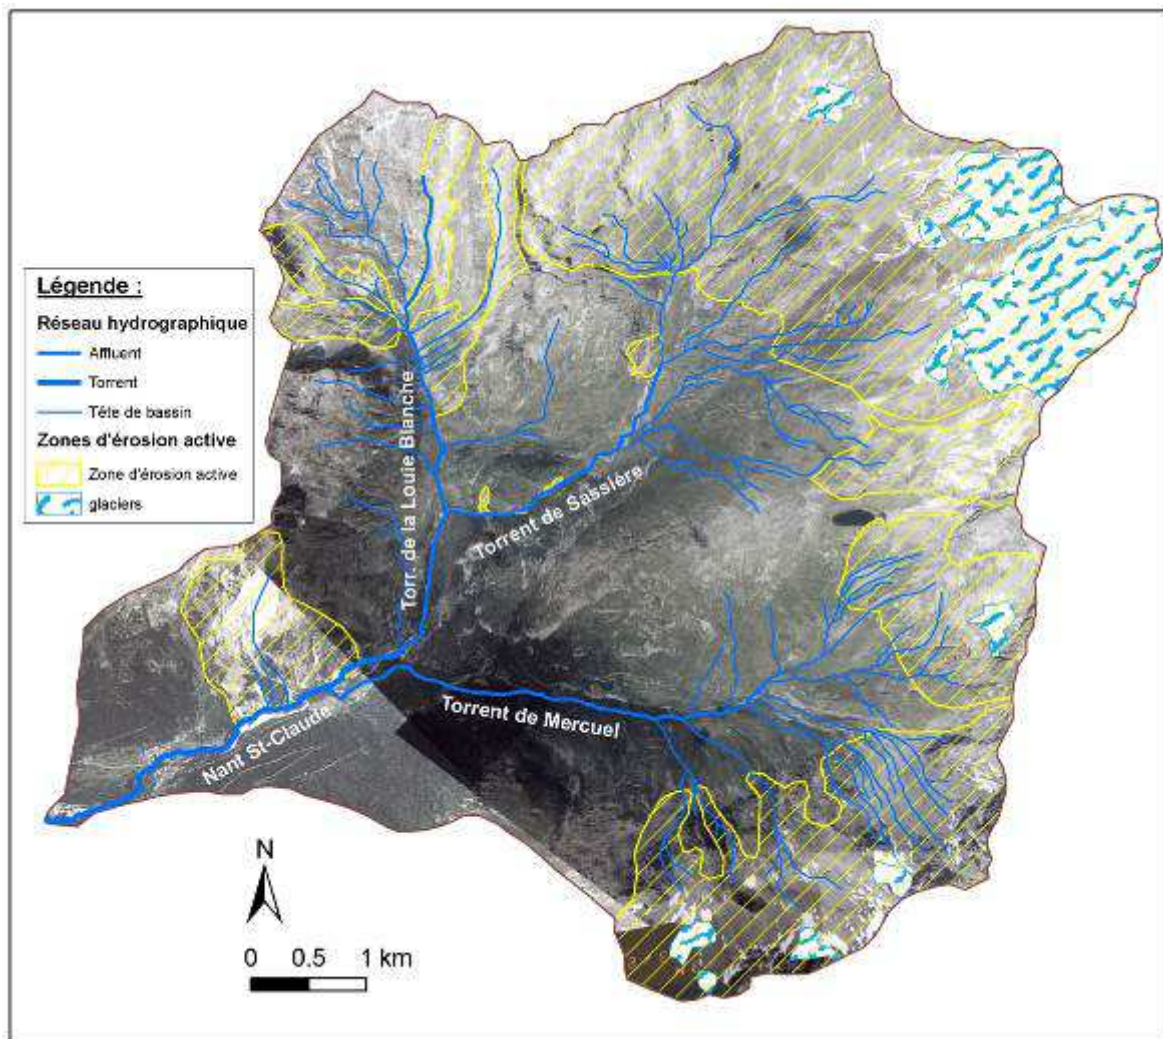 Légende :
Réseau hydrographique
Affluent
Torrent
Tête de bassin
Zones d'érosion active
Zone d'érosion active
glaciers
Torr. de la Louïe Blanche
Torrent de Sassière
Torrent de Mercuel
Nant St-Claude
N
0 0.5 1 km